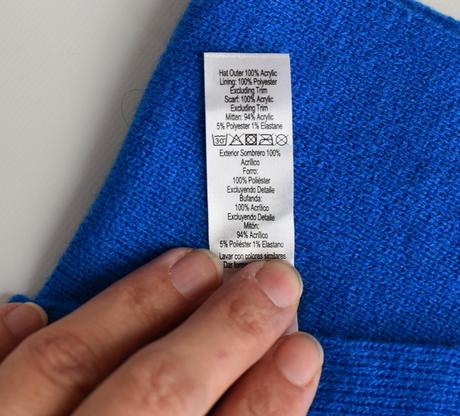 Hat Outer 100% Acrylic
Lining: 100% Polyester
Excluding Trim
Scarf: 100% Acrylic
Excluding Trim
Mitten: 94% Acrylic
5% Polyester 1% Elastane
30
Exterior Sombrero 100%
Acrílico
Forro:
100% Poliéster
Excluyendo Detalle
Bufanda:
100% Acrílico
Excluyendo Detalle
Mitón:
94% Acrílico
5% Poliéster 1% Elastano
Lavar con colores similares
Dar